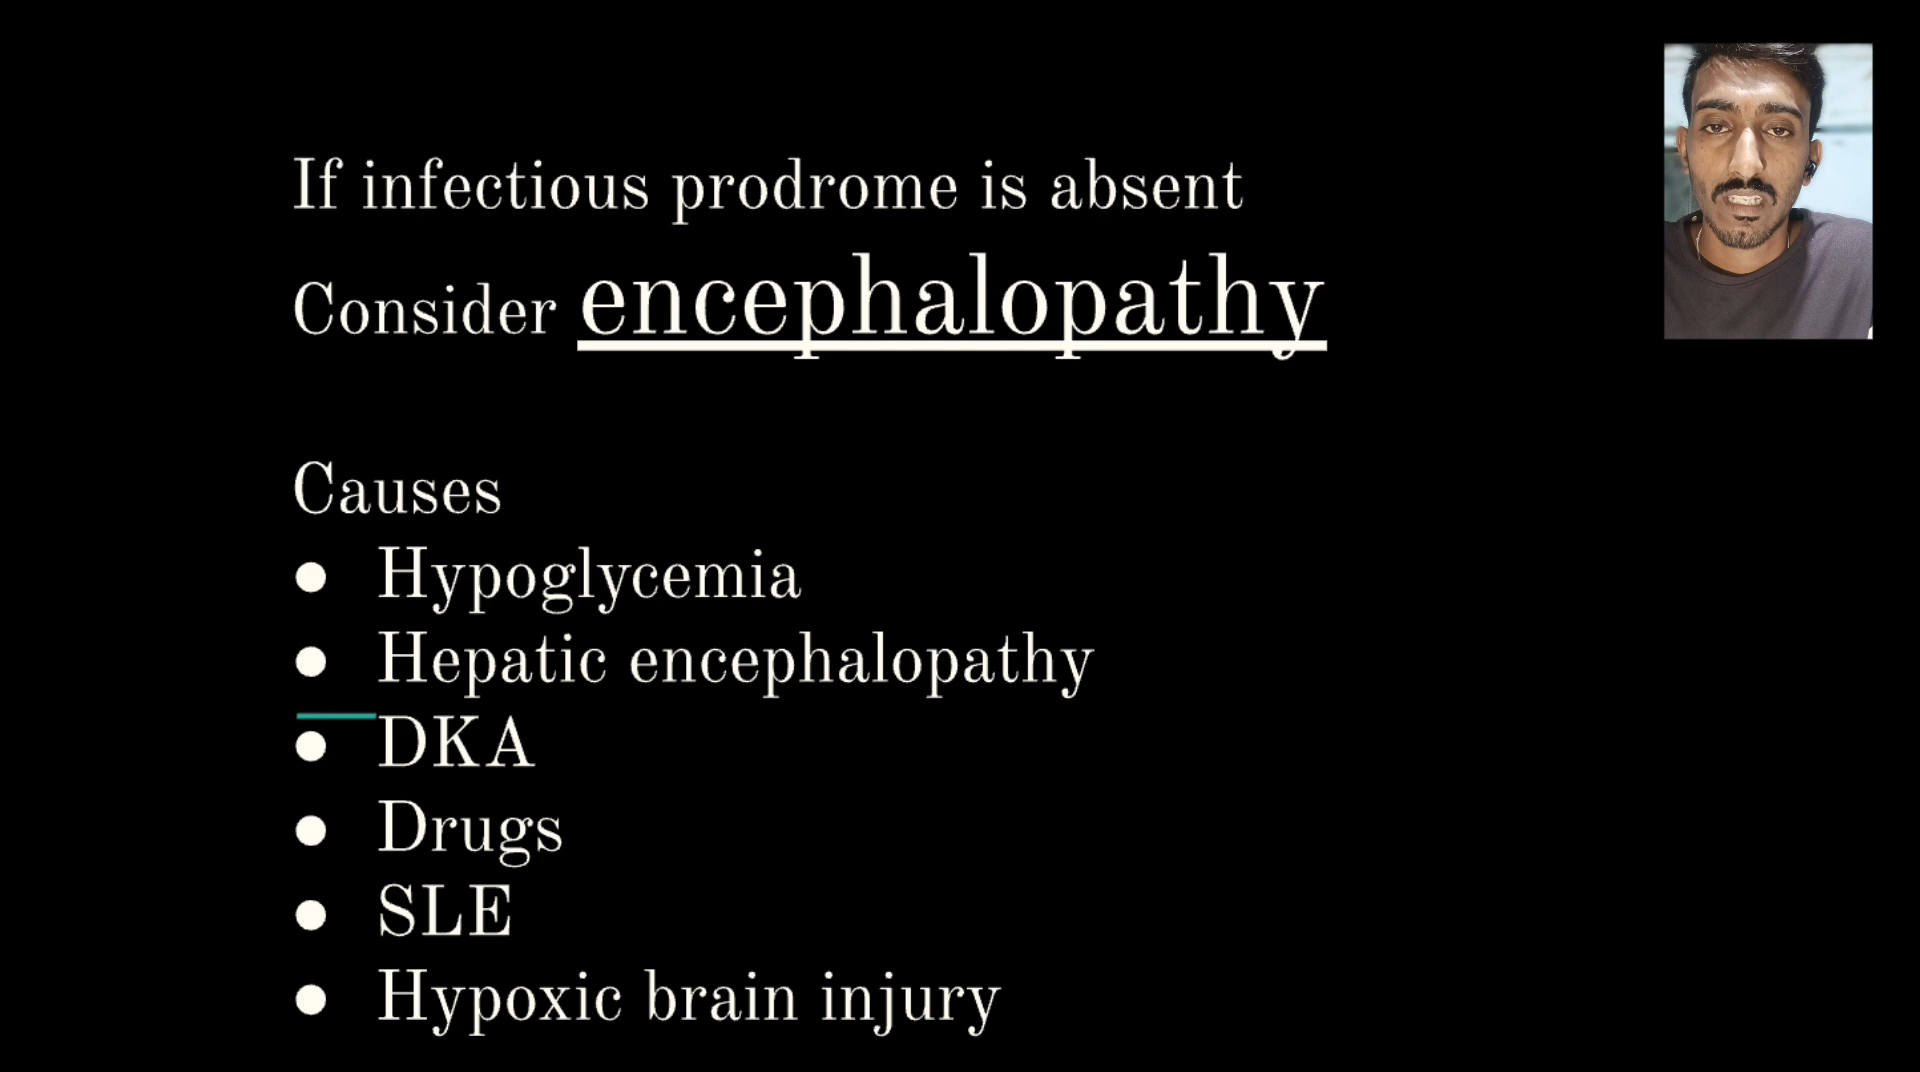 If infectious prodrome is absent
Consider encephalopathy
Causes
● Hypoglycemia
● Hepatic encephalopathy
● DKA
● Drugs
● SLE
● Hypoxic brain injury